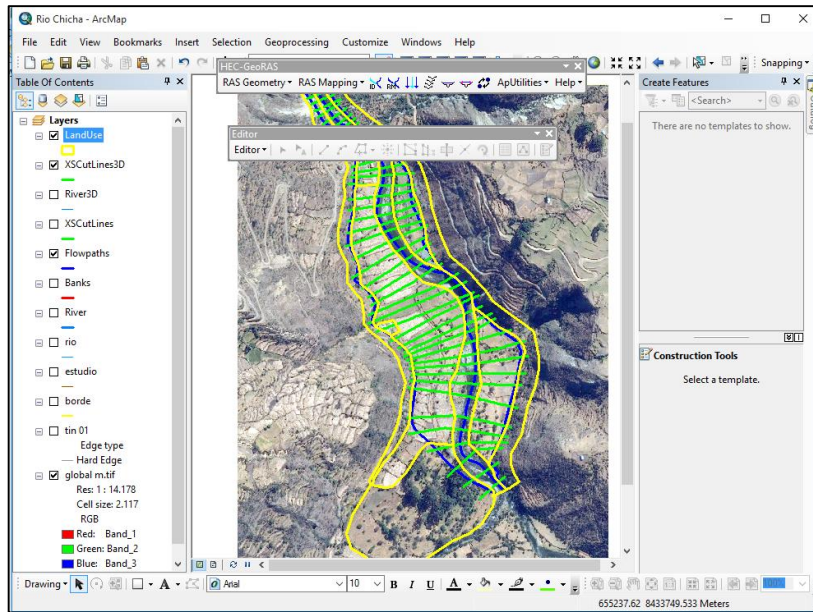 Rio Chicha - ArcMap
File Edit View Bookmarks Insert Selection Geoprocessing Customize Windows Help
Snapping
HEC-GeoRAS
RAS Geometry RAS Mapping ApUtilities Help
Editor
Editor
Table Of Contents
Layers
LandUse
XSCutLines3D
River3D
XSCutLines
Flowpaths
Banks
River
rio
estudio
borde
tin 01
Edge type
Hard Edge
global m.tif
Res: 1 : 14.178
Cell size: 2.117
RGB
Red: Band_1
Green: Band_2
Blue: Band_3
Create Features
<Search>
There are no templates to show.
Construction Tools
Select a template.
Drawing A Arial 10 B I U A
100%
655237.62 8433749.533 Meters